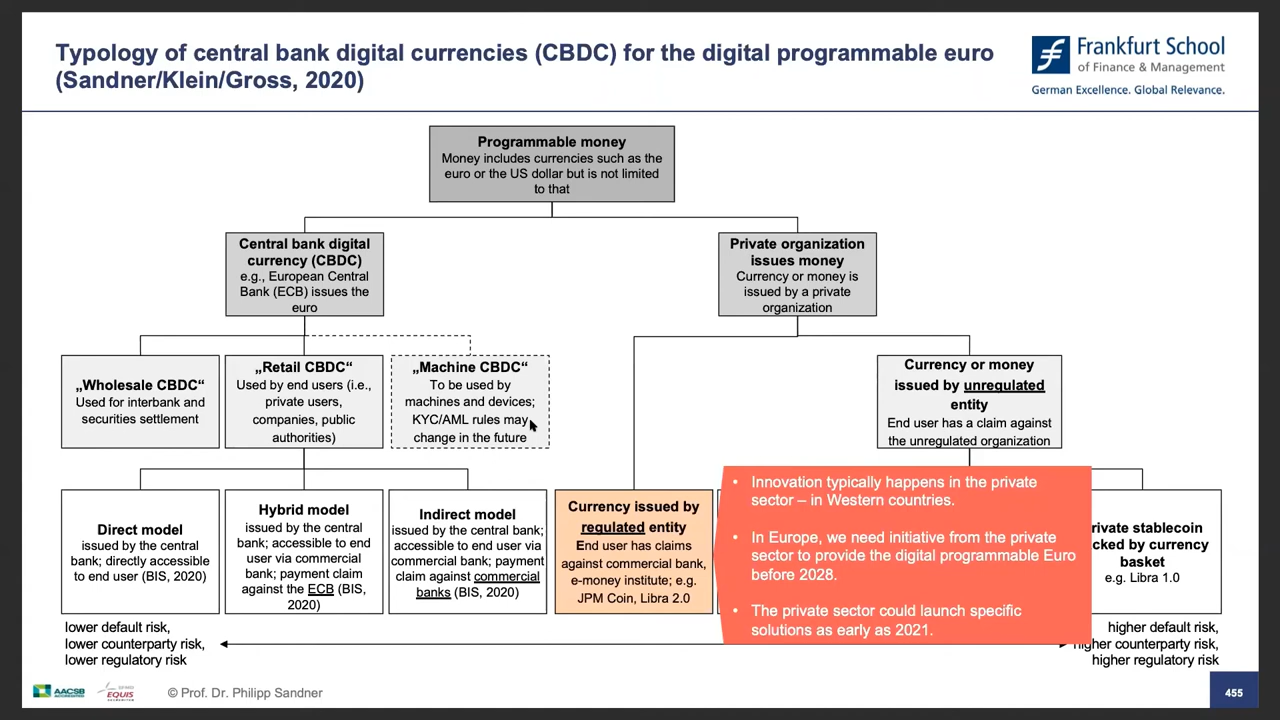 Typology of central bank digital currencies (CBDC) for the digital programmable euro
(Sandner/Klein/Gross, 2020)
Frankfurt School
of Finance & Management
German Excellence. Global Relevance.
Programmable money
Money includes currencies such as the
euro or the US dollar but is not limited
to that
Central bank digital
currency (CBDC)
e.g., European Central
Bank (ECB) issues the
euro
Private organization
issues money
Currency or money is
issued by a private
organization
„Wholesale CBDC“
Used for interbank and
securities settlement
„Retail CBDC“
Used by end users (i.e.,
private users,
companies, public
authorities)
„Machine CBDC“
To be used by
machines and devices;
KYC/AML rules may
change in the future
Currency or money
issued by unregulated
entity
End user has a claim against
the unregulated organization
Direct model
issued by the central
bank; directly accessible
to end user (BIS, 2020)
Hybrid model
issued by the central
bank; accessible to end
user via commercial
bank; payment claim
against the ECB (BIS,
2020)
Indirect model
issued by the central bank;
accessible to end user via
commercial bank; payment
claim against commercial
banks (BIS, 2020)
Currency issued by
regulated entity
End user has claims
against commercial bank,
e-money institute; e.g.
JPM Coin, Libra 2.0
• Innovation typically happens in the private
sector – in Western countries.
• In Europe, we need initiative from the private
sector to provide the digital programmable Euro
before 2028.
• The private sector could launch specific
solutions as early as 2021.
rivate stablecoin
cked by currency
basket
e.g. Libra 1.0
lower default risk,
lower counterparty risk,
lower regulatory risk
higher default risk,
higher counterparty risk,
higher regulatory risk
AACSB
ACCREDITED
EFMD
EQUIS
ACCREDITED
© Prof. Dr. Philipp Sandner
455